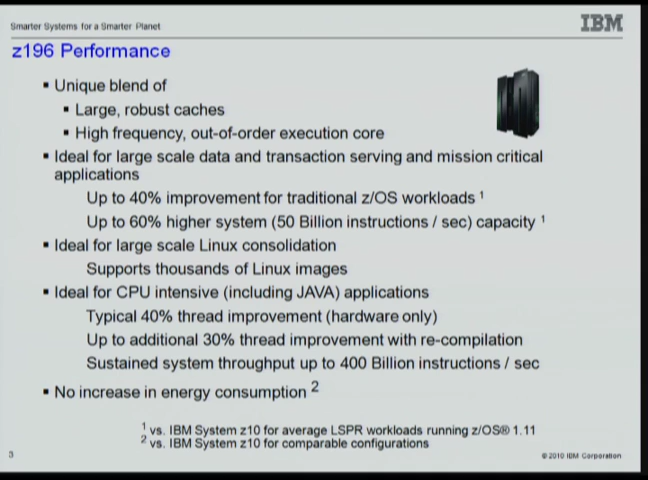 Smarter Systems for a Smarter Planet
IBM
z196 Performance
▪ Unique blend of
▪ Large, robust caches
▪ High frequency, out-of-order execution core
▪ Ideal for large scale data and transaction serving and mission critical
applications
Up to 40% improvement for traditional z/OS workloads ¹
Up to 60% higher system (50 Billion instructions / sec) capacity ¹
▪ Ideal for large scale Linux consolidation
Supports thousands of Linux images
▪ Ideal for CPU intensive (including JAVA) applications
Typical 40% thread improvement (hardware only)
Up to additional 30% thread improvement with re-compilation
Sustained system throughput up to 400 Billion instructions / sec
▪ No increase in energy consumption ²
¹ vs. IBM System z10 for average LSPR workloads running z/OS® 1.11
² vs. IBM System z10 for comparable configurations
3
© 2010 IBM Corporation